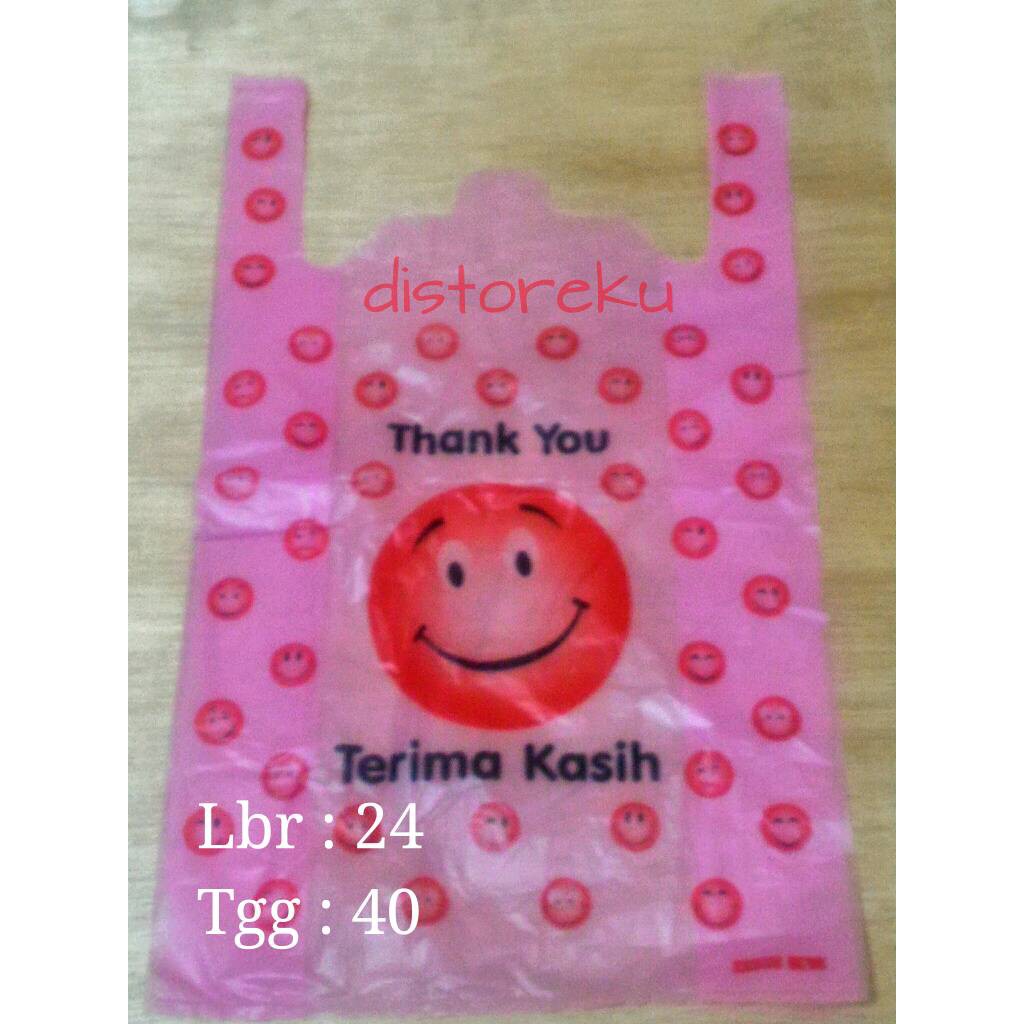 distoreku
Thank You
Terima Kasih
Lbr : 24
Tgg : 40